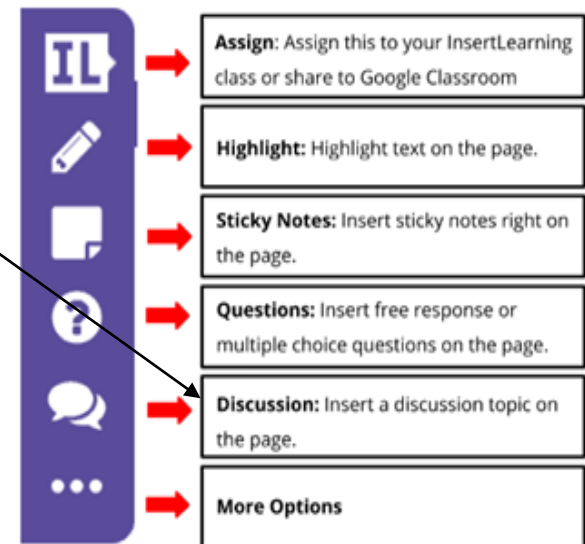 IL
Assign: Assign this to your InsertLearning
class or share to Google Classroom
Highlight: Highlight text on the page.
Sticky Notes: Insert sticky notes right on
the page.
?
Questions: Insert free response or
multiple choice questions on the page.
Discussion: Insert a discussion topic on
the page.
More Options